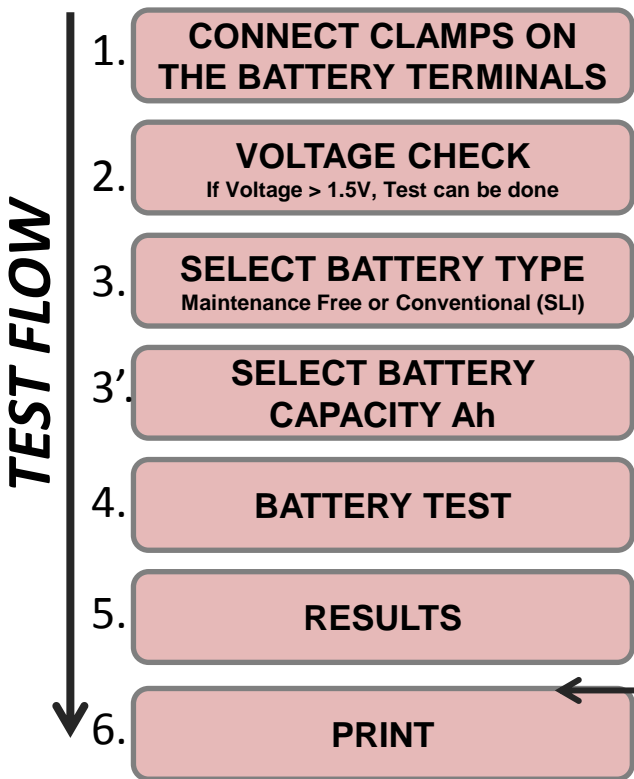 TEST FLOW
1. CONNECT CLAMPS ON
THE BATTERY TERMINALS
2. VOLTAGE CHECK
If Voltage > 1.5V, Test can be done
3. SELECT BATTERY TYPE
Maintenance Free or Conventional (SLI)
3'. SELECT BATTERY
CAPACITY Ah
4. BATTERY TEST
5. RESULTS
6. PRINT